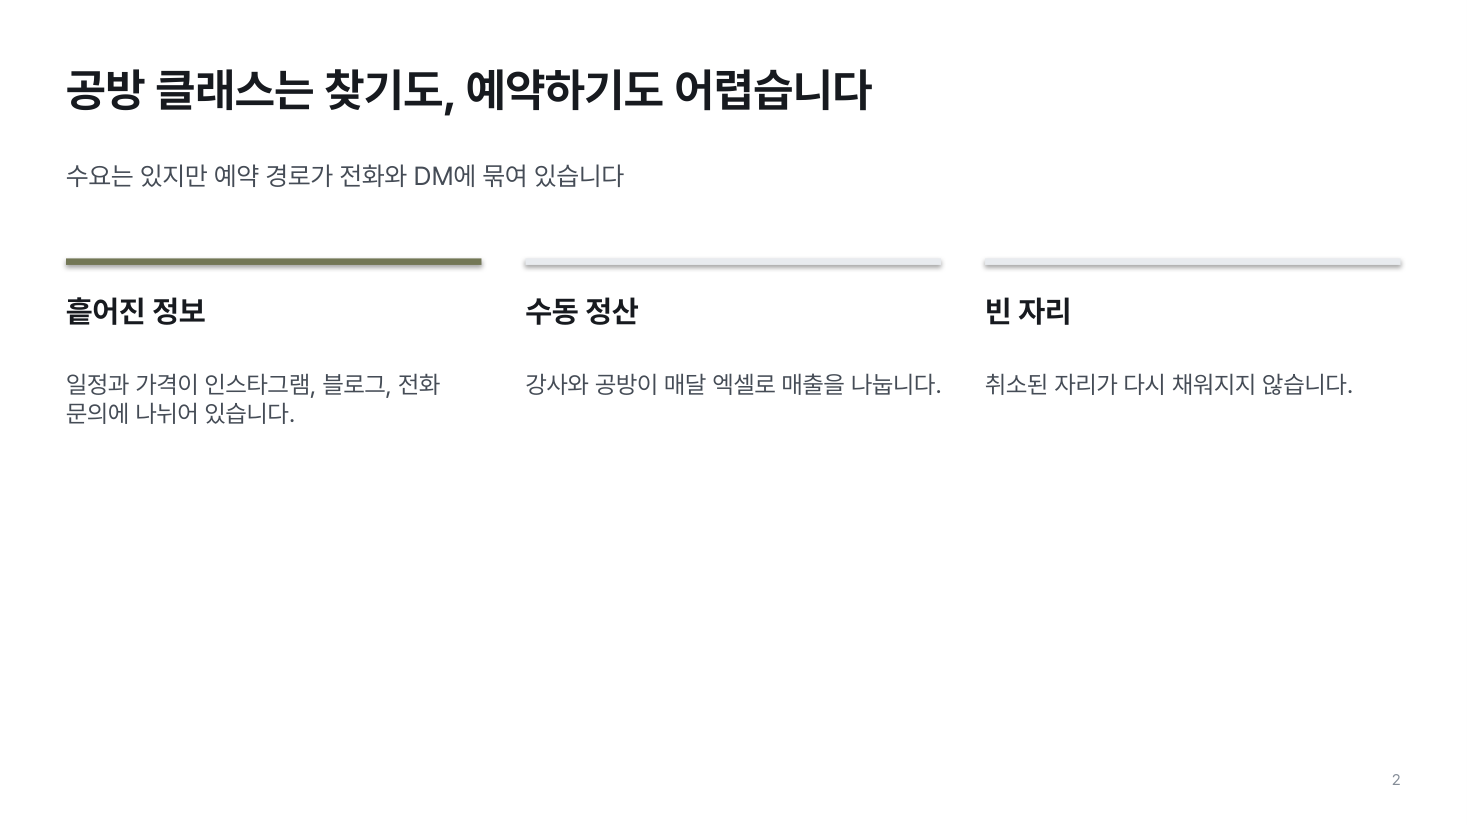 공방 클래스는 찾기도, 예약하기도 어렵습니다
수요는 있지만 예약 경로가 전화와 DM에 묶여 있습니다
흩어진 정보
일정과 가격이 인스타그램, 블로그, 전화
문의에 나뉘어 있습니다.
수동 정산
강사와 공방이 매달 엑셀로 매출을 나눕니다.
빈 자리
취소된 자리가 다시 채워지지 않습니다.
2